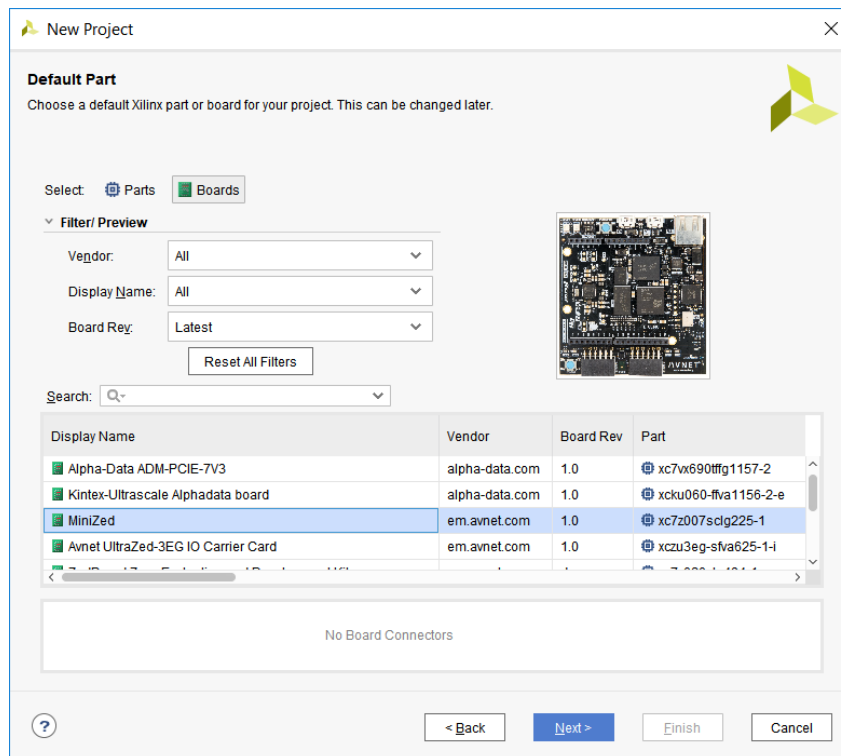 New Project
Default Part
Choose a default Xilinx part or board for your project. This can be changed later.
Select: Parts Boards
Filter/ Preview
Vendor: All
Display Name: All
Board Rev: Latest
Reset All Filters
Search:
AVNET
Display Name Vendor Board Rev Part
Alpha-Data ADM-PCIE-7V3 alpha-data.com 1.0 xc7vx690tffg1157-2
Kintex-Ultrascale Alphadata board alpha-data.com 1.0 xcku060-ffva1156-2-e
MiniZed em.avnet.com 1.0 xc7z007sclg225-1
Avnet UltraZed-3EG IO Carrier Card em.avnet.com 1.0 xczu3eg-sfva625-1-i
No Board Connectors
?
< Back Next > Finish Cancel